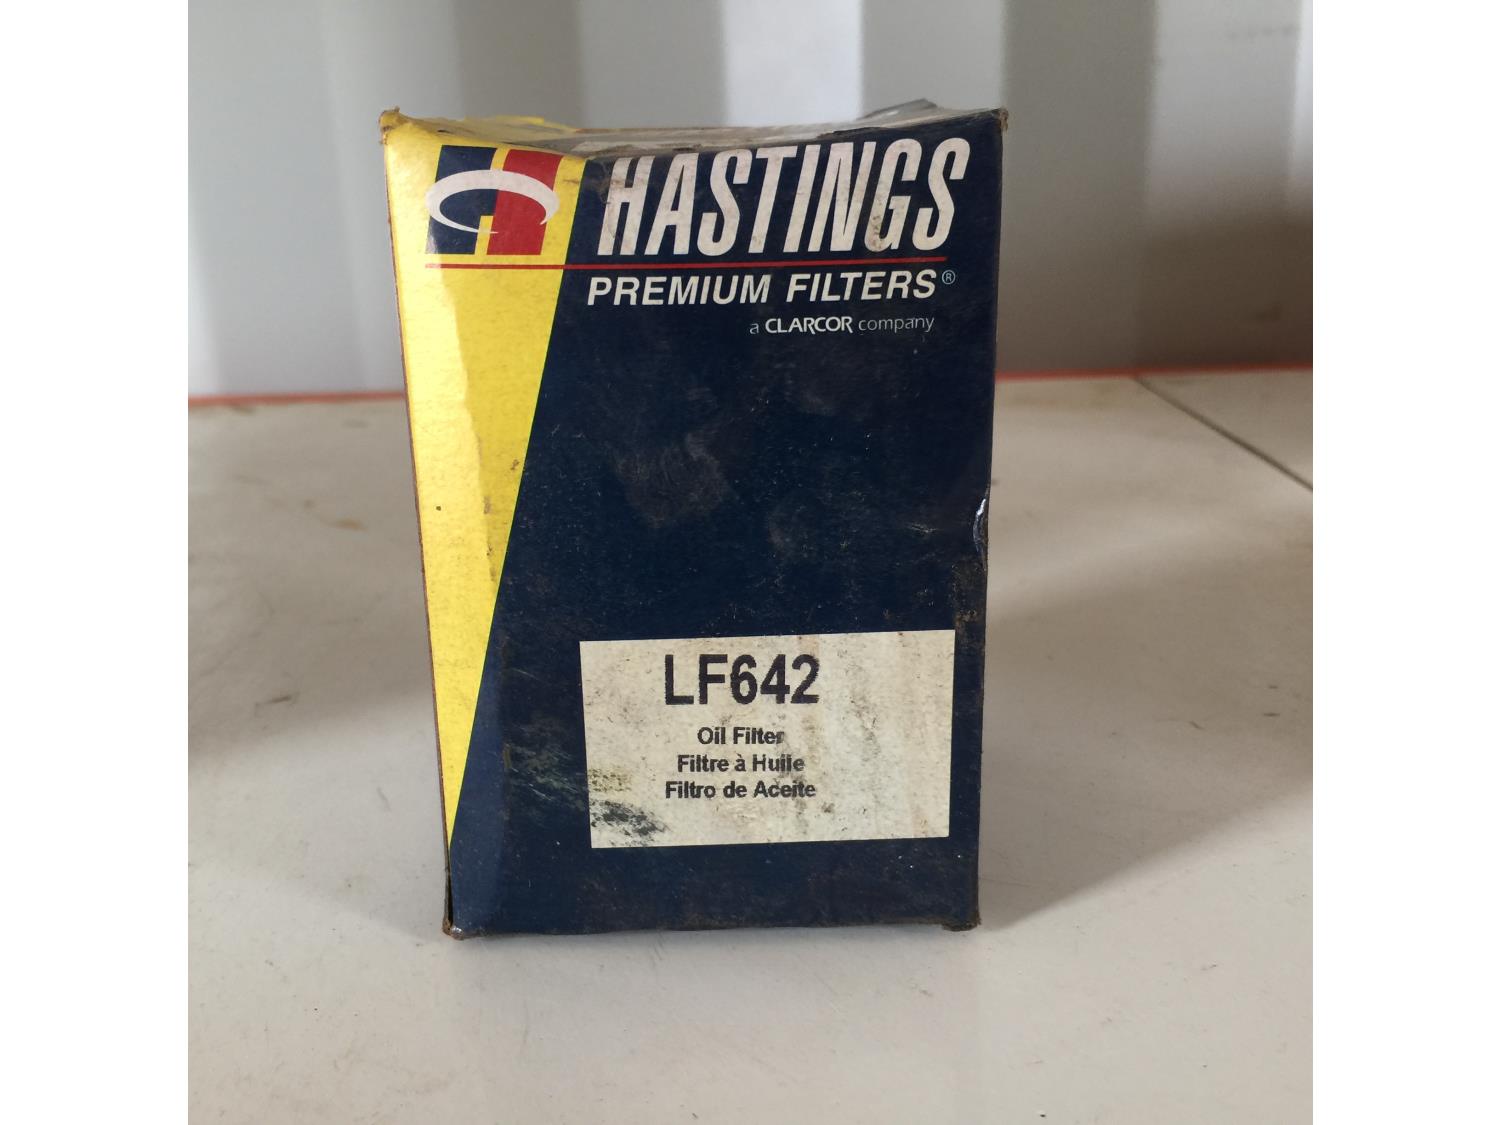 HASTINGS
PREMIUM FILTERS®
a CLARCOR company
LF642
Oil Filter
Filtre à Huile
Filtro de Aceite